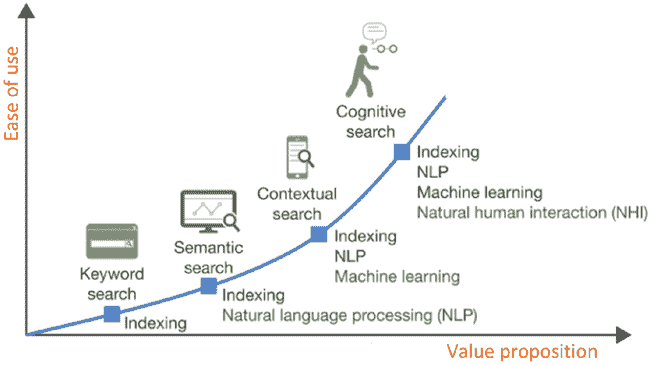 Ease of use
Cognitive
search
Indexing
NLP
Machine learning
Natural human interaction (NHI)
Contextual
search
Indexing
NLP
Machine learning
Semantic
search
Indexing
Natural language processing (NLP)
Keyword
search
Indexing
Value proposition